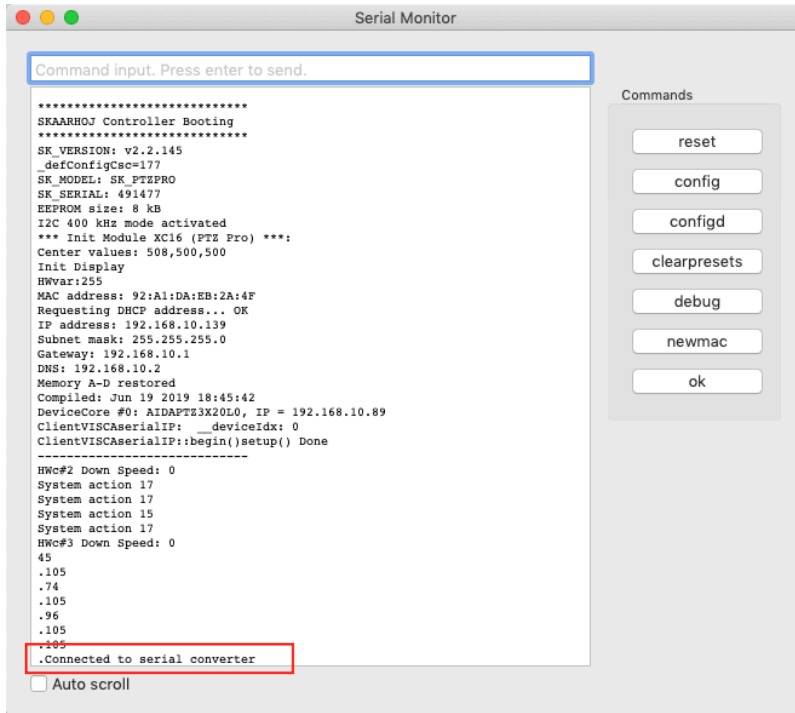 Serial Monitor
Command input. Press enter to send.
*****************************
SKAARHOJ Controller Booting
*****************************
SK_VERSION: v2.2.145
_defConfigCsc=177
SK_MODEL: SK_PTZPRO
SK_SERIAL: 491477
EEPROM size: 8 kB
I2C 400 kHz mode activated
*** Init Module XC16 (PTZ Pro) ***:
Center values: 508,500,500
Init Display
HWvar:255
MAC address: 92:A1:DA:EB:2A:4F
Requesting DHCP address... OK
IP address: 192.168.10.139
Subnet mask: 255.255.255.0
Gateway: 192.168.10.1
DNS: 192.168.10.2
Memory A-D restored
Compiled: Jun 19 2019 18:45:42
DeviceCore #0: AIDAPTZ3X20L0, IP = 192.168.10.89
ClientVISCAserialIP: __deviceIdx: 0
ClientVISCAserialIP::begin()setup() Done
-----------------------------
HWc#2 Down Speed: 0
System action 17
System action 17
System action 15
System action 17
HWc#3 Down Speed: 0
45
.105
.74
.105
.96
.105
.105
.Connected to serial converter
Auto scroll
Commands
reset
config
configd
clearpresets
debug
newmac
ok